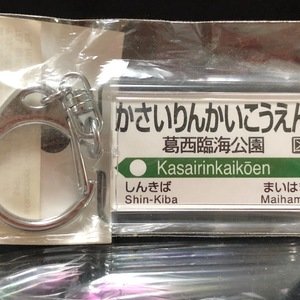 かさいりんかいこうえん
葛西臨海公園 区
Kasairinkaikōen
しんきば まいは
Shin-Kiba Maiham